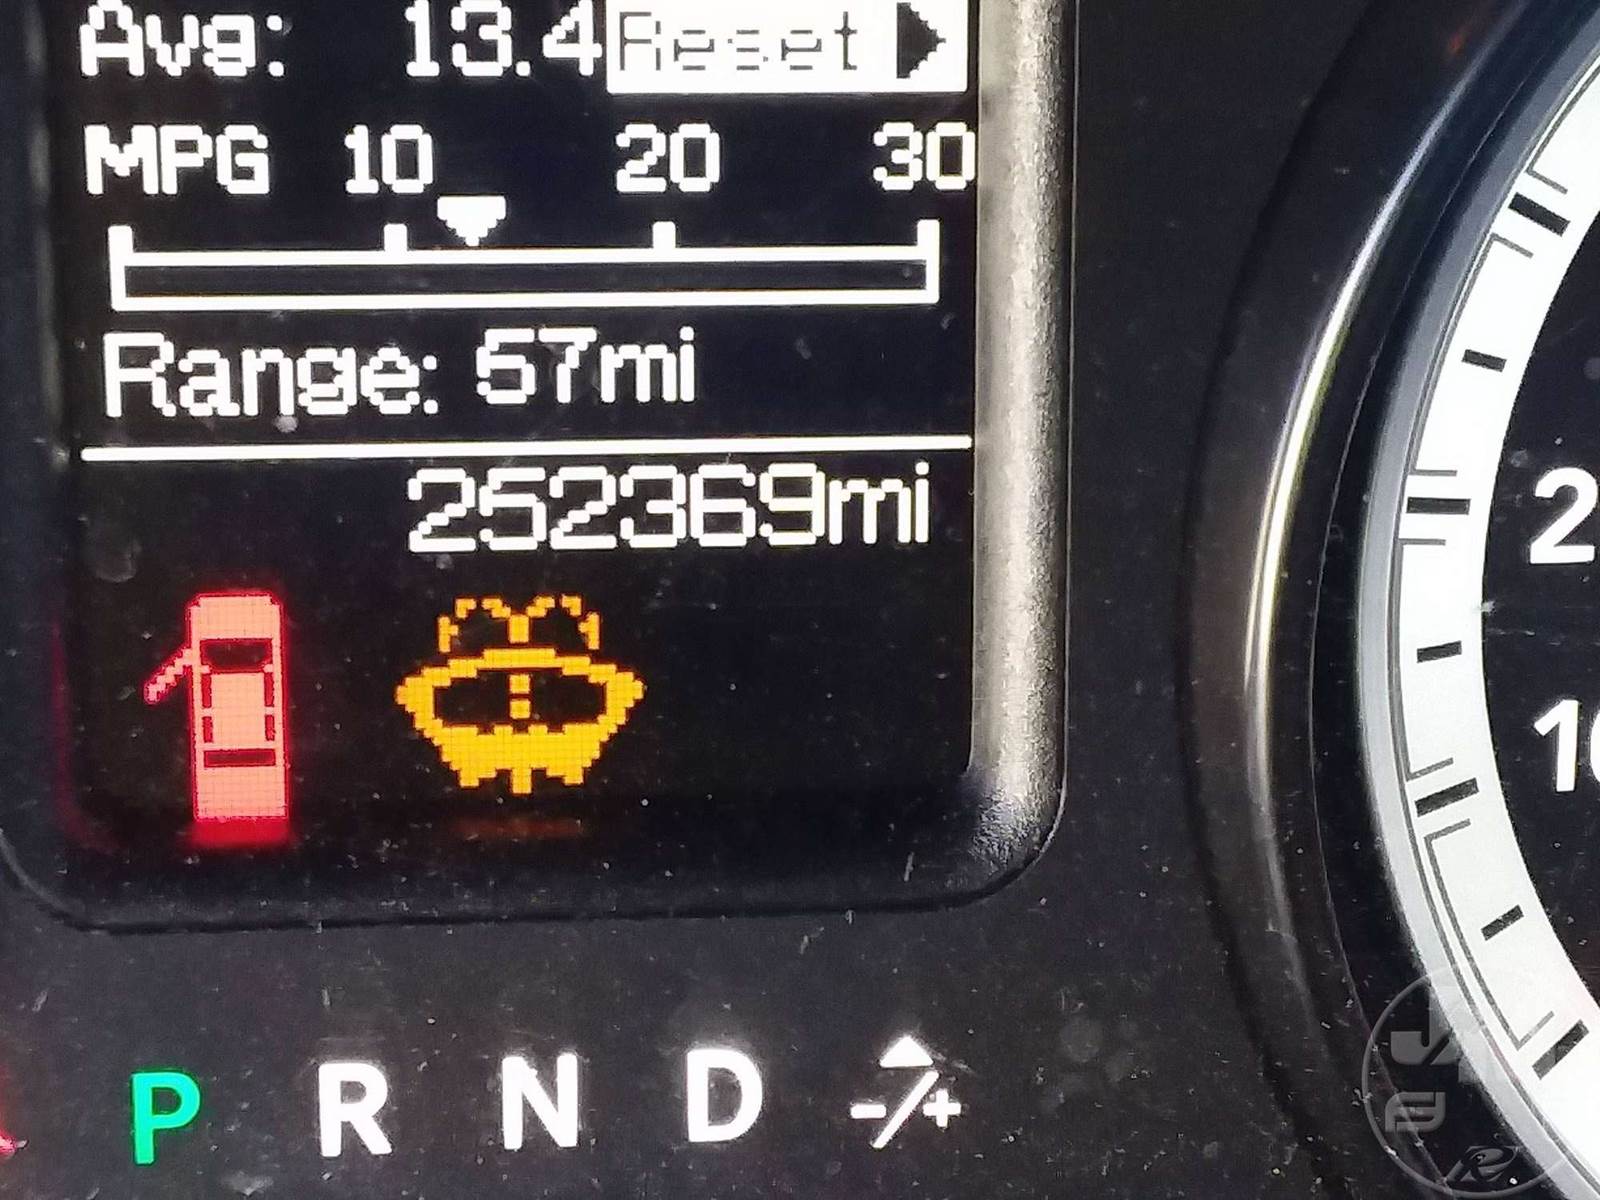 Avg: 13.4 Reset
MPG 10 20 30
Range: 57mi
252369mi
P R N D -/+